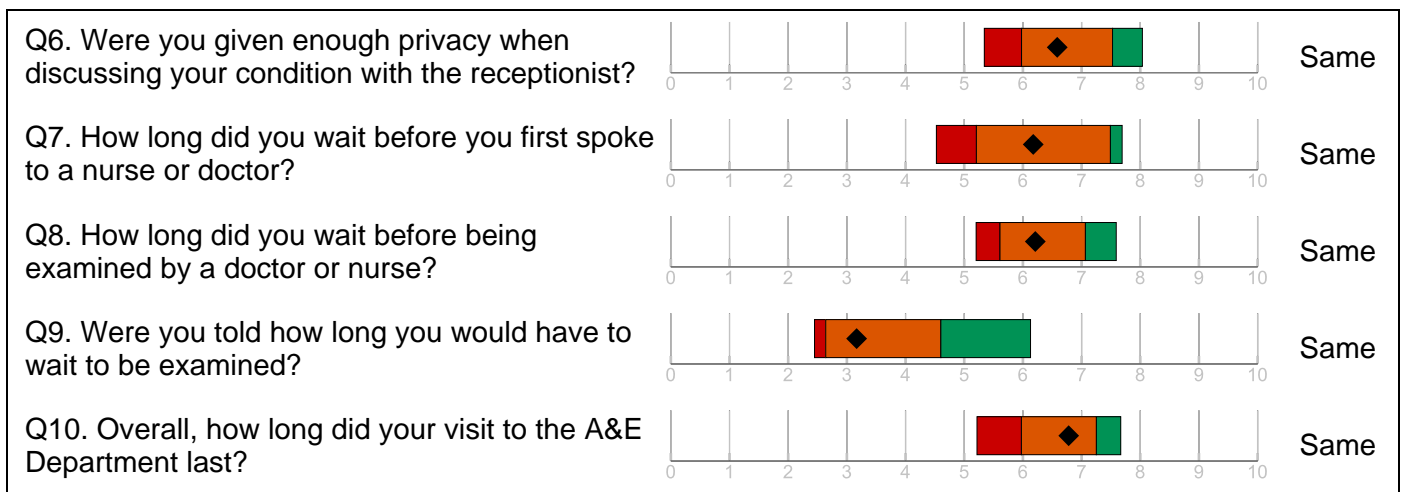 Q6. Were you given enough privacy when
discussing your condition with the receptionist?
0 1 2 3 4 5 6 7 8 9 10
Same
Q7. How long did you wait before you first spoke
to a nurse or doctor?
0 1 2 3 4 5 6 7 8 9 10
Same
Q8. How long did you wait before being
examined by a doctor or nurse?
0 1 2 3 4 5 6 7 8 9 10
Same
Q9. Were you told how long you would have to
wait to be examined?
0 1 2 3 4 5 6 7 8 9 10
Same
Q10. Overall, how long did your visit to the A&E
Department last?
0 1 2 3 4 5 6 7 8 9 10
Same